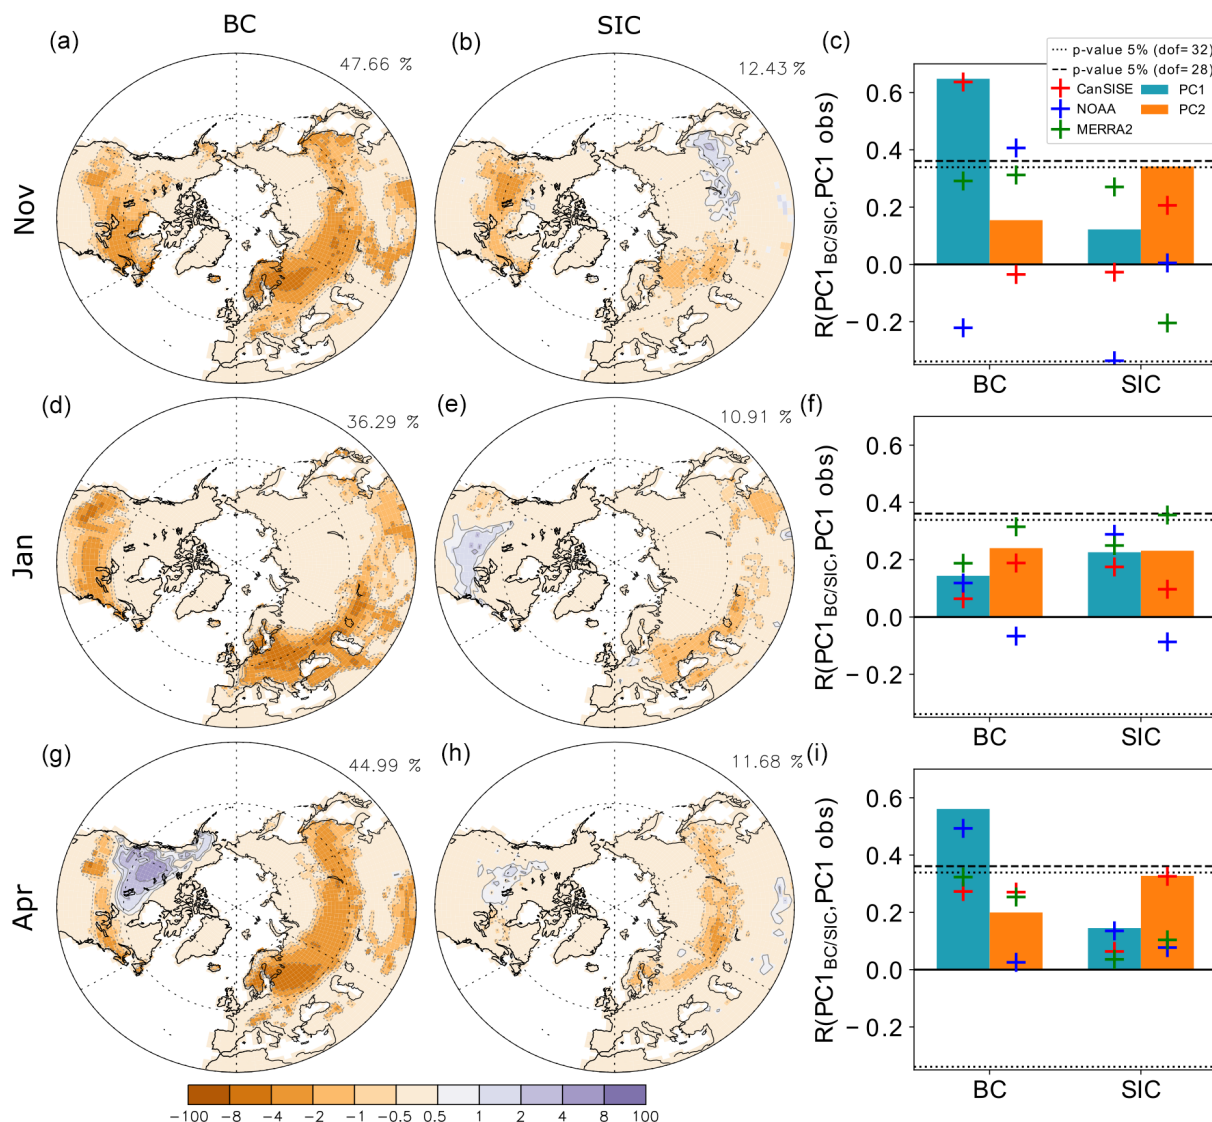 BC
SIC
(a)
47.66 %
(b)
12.43 %
(c)
p-value 5% (dof=32)
p-value 5% (dof=28)
CanSISE
PC1
NOAA
PC2
MERRA2
Nov
R(PC1BC/SIC,PC1 obs)
0.6
0.4
0.2
0.0
−0.2
BC
SIC
(d)
36.29 %
(e)
10.91 %
(f)
Jan
R(PC1BC/SIC,PC1 obs)
0.6
0.4
0.2
0.0
−0.2
BC
SIC
(g)
44.99 %
(h)
11.68 %
(i)
Apr
R(PC1BC/SIC,PC1 obs)
0.6
0.4
0.2
0.0
−0.2
BC
SIC
−100 −8 −4 −2 −1 −0.5 0.5 1 2 4 8 100